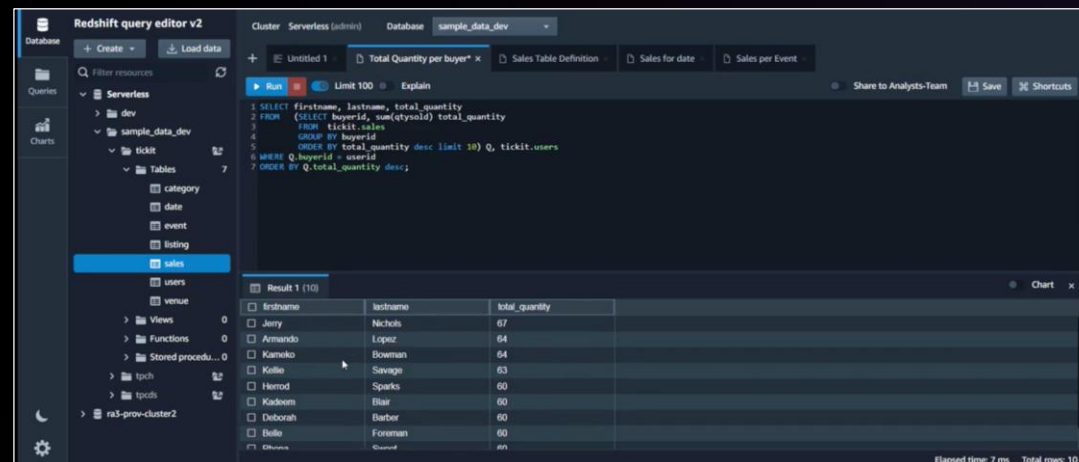 Redshift query editor v2
Cluster Serverless (admin) Database sample_data_dev
Database
+ Create Load data
+ Untitled 1 Total Quantity per buyer* × Sales Table Definition Sales for date Sales per Event
Filter resources
Queries
Run Limit 100 Explain Share to Analysts-Team Save Shortcuts
Serverless
dev
sample_data_dev
Charts
tickit
Tables 7
category
date
event
listing
sales
users
venue
Views 0
Functions 0
Stored procedu... 0
tpch
tpcds
ra3-prov-cluster2
1 SELECT firstname, lastname, total_quantity
2 FROM (SELECT buyerid, sum(qtysold) total_quantity
3 FROM tickit.sales
4 GROUP BY buyerid
5 ORDER BY total_quantity desc limit 10) Q, tickit.users
6 WHERE Q.buyerid = userid
7 ORDER BY Q.total_quantity desc;
Result 1 (10) Chart ×
firstname lastname total_quantity
Jerry Nichols 67
Armando Lopez 64
Kameko Bowman 64
Kellie Savage 63
Herrod Sparks 60
Kadeem Blair 60
Deborah Barber 60
Belle Foreman 60
Rhona Sweet 60
Elapsed time: 7 ms Total rows: 10